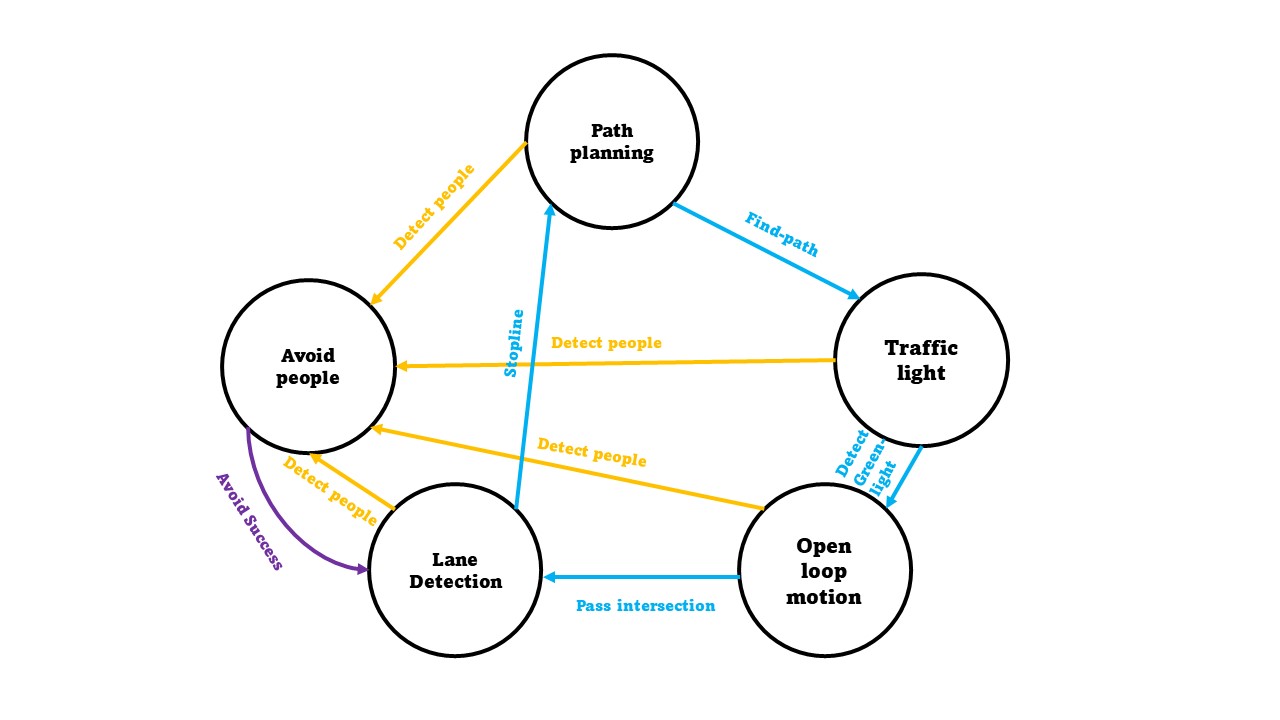 Path
planning
Detect people
Find-path
Stopline
Detect people
Avoid
people
Traffic
light
Detect people
Detect
Green-
light
Detect people
Avoid Success
Lane
Detection
Open
loop
motion
Pass intersection